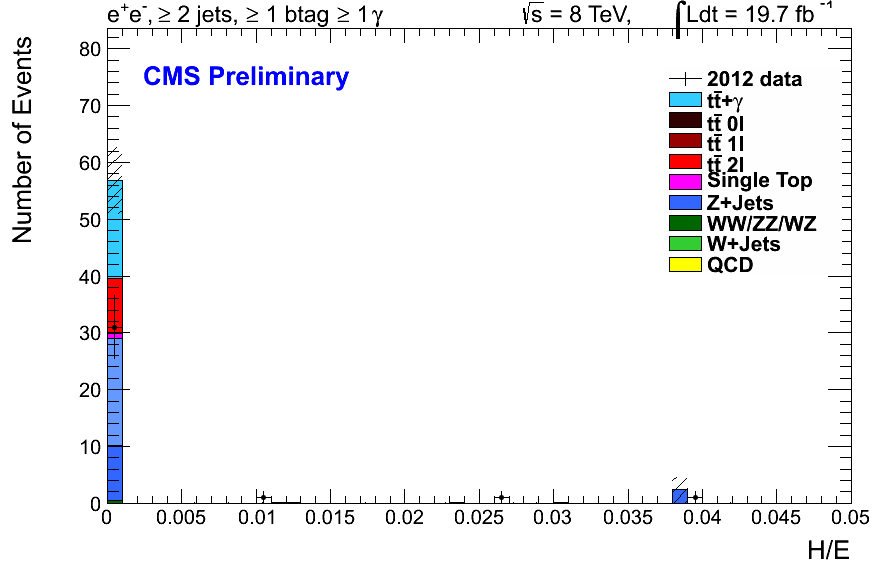 e⁺e⁻, ≥ 2 jets, ≥ 1 btag ≥ 1 γ √s = 8 TeV, ∫Ldt = 19.7 fb⁻¹
Number of Events
CMS Preliminary
2012 data
tt̄+γ
tt̄ 0l
tt̄ 1l
tt̄ 2l
Single Top
Z+Jets
WW/ZZ/WZ
W+Jets
QCD
80
70
60
50
40
30
20
10
0
0 0.005 0.01 0.015 0.02 0.025 0.03 0.035 0.04 0.045 0.05
H/E